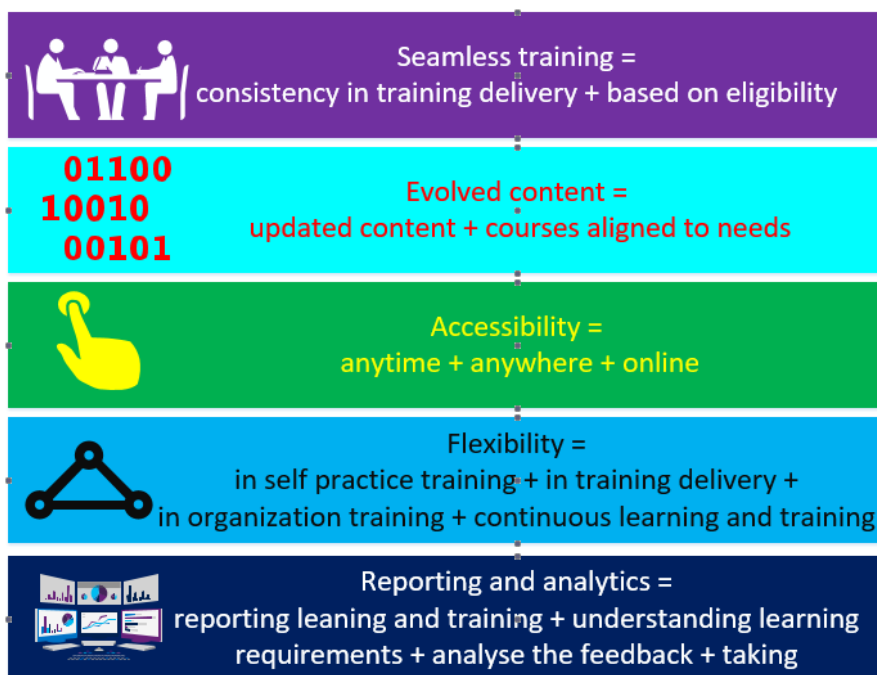 Seamless training =
consistency in training delivery + based on eligibility
01100
10010
00101
Evolved content =
updated content + courses aligned to needs
Accessibility =
anytime + anywhere + online
Flexibility =
in self practice training + in training delivery +
in organization training + continuous learning and training
Reporting and analytics =
reporting leaning and training + understanding learning
requirements + analyse the feedback + taking